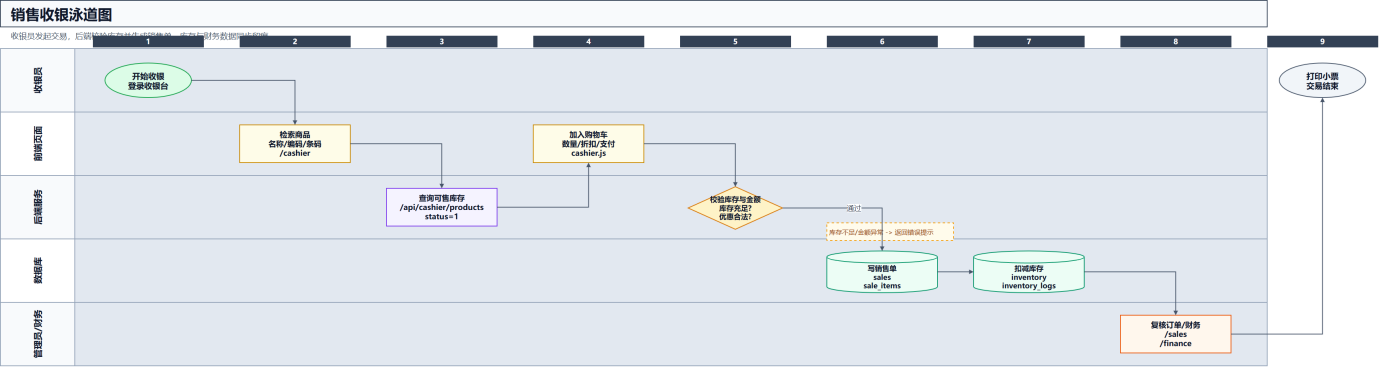 销售收银泳道图
收银员发起交易，后端校验库存并生成销售单，库存与财务数据同步留痕
1
2
3
4
5
6
7
8
9
收银员
开始收银
登录收银台
打印小票
交易结束
前端页面
检索商品
名称/编码/条码
/cashier
加入购物车
数量/折扣/支付
cashier.js
后端服务
查询可售库存
/api/cashier/products
status=1
校验库存与金额
库存充足?
优惠合法?
通过
库存不足/金额异常 -> 返回错误提示
数据库
写销售单
sales
sale_items
扣减库存
inventory
inventory_logs
管理员/财务
复核订单/财务
/sales
/finance